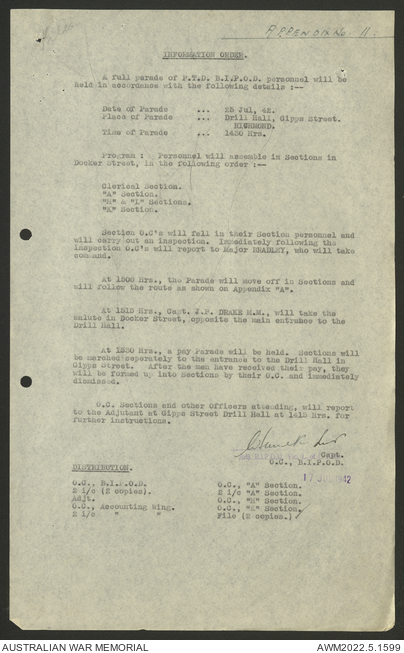 APPENDIX No. 11.
INFORMATION ORDER.
A full parade of P.T.D. B.I.P.O.D. personnel will be
held in accordance with the following details :--
Date of Parade ... 25 Jul, 42.
Place of Parade ... Drill Hall, Gipps Street.
RICHMOND.
Time of Parade ... 1430 Hrs.
Program : Personnel will assemble in Sections in
Docker Street, in the following order :--
Clerical Section.
"A" Section.
"H" & "L" Sections.
"K" Section.
Section O.C's will fall in their Section personnel and
will carry out an inspection. Immediately following the
inspection O.C's will report to Major BRADLEY, who will take
command.
At 1500 Hrs., the Parade will move off in Sections and
will follow the route as shown on Appendix "A".
At 1515 Hrs., Capt. J.P. DRAKE M.M., will take the
salute in Docker Street, opposite the main entrance to the
Drill Hall.
At 1530 Hrs., a pay Parade will be held. Sections will
be marched seperately to the entrance to the Drill Hall in
Gipps Street. After the men have received their pay, they
will be formed up into Sections by their O.C. and immediately
dismissed.
O.C. Sections and other Officers attending, will report
to the Adjutant at Gipps Street Drill Hall at 1415 Hrs. for
further instructions.
Capt.
O.C., B.I.P.O.D.
DISTRIBUTION.
O.C., B.I.P.O.D. O.C., "A" Section.
2 i/c (2 copies). 2 i/c "A" Section.
Adjt. O.C., "H" Section.
O.C., Accounting Wing. O.C., "K" Section.
2 i/c " " File (2 copies.)
AUSTRALIAN WAR MEMORIAL
AWM2022.5.1599